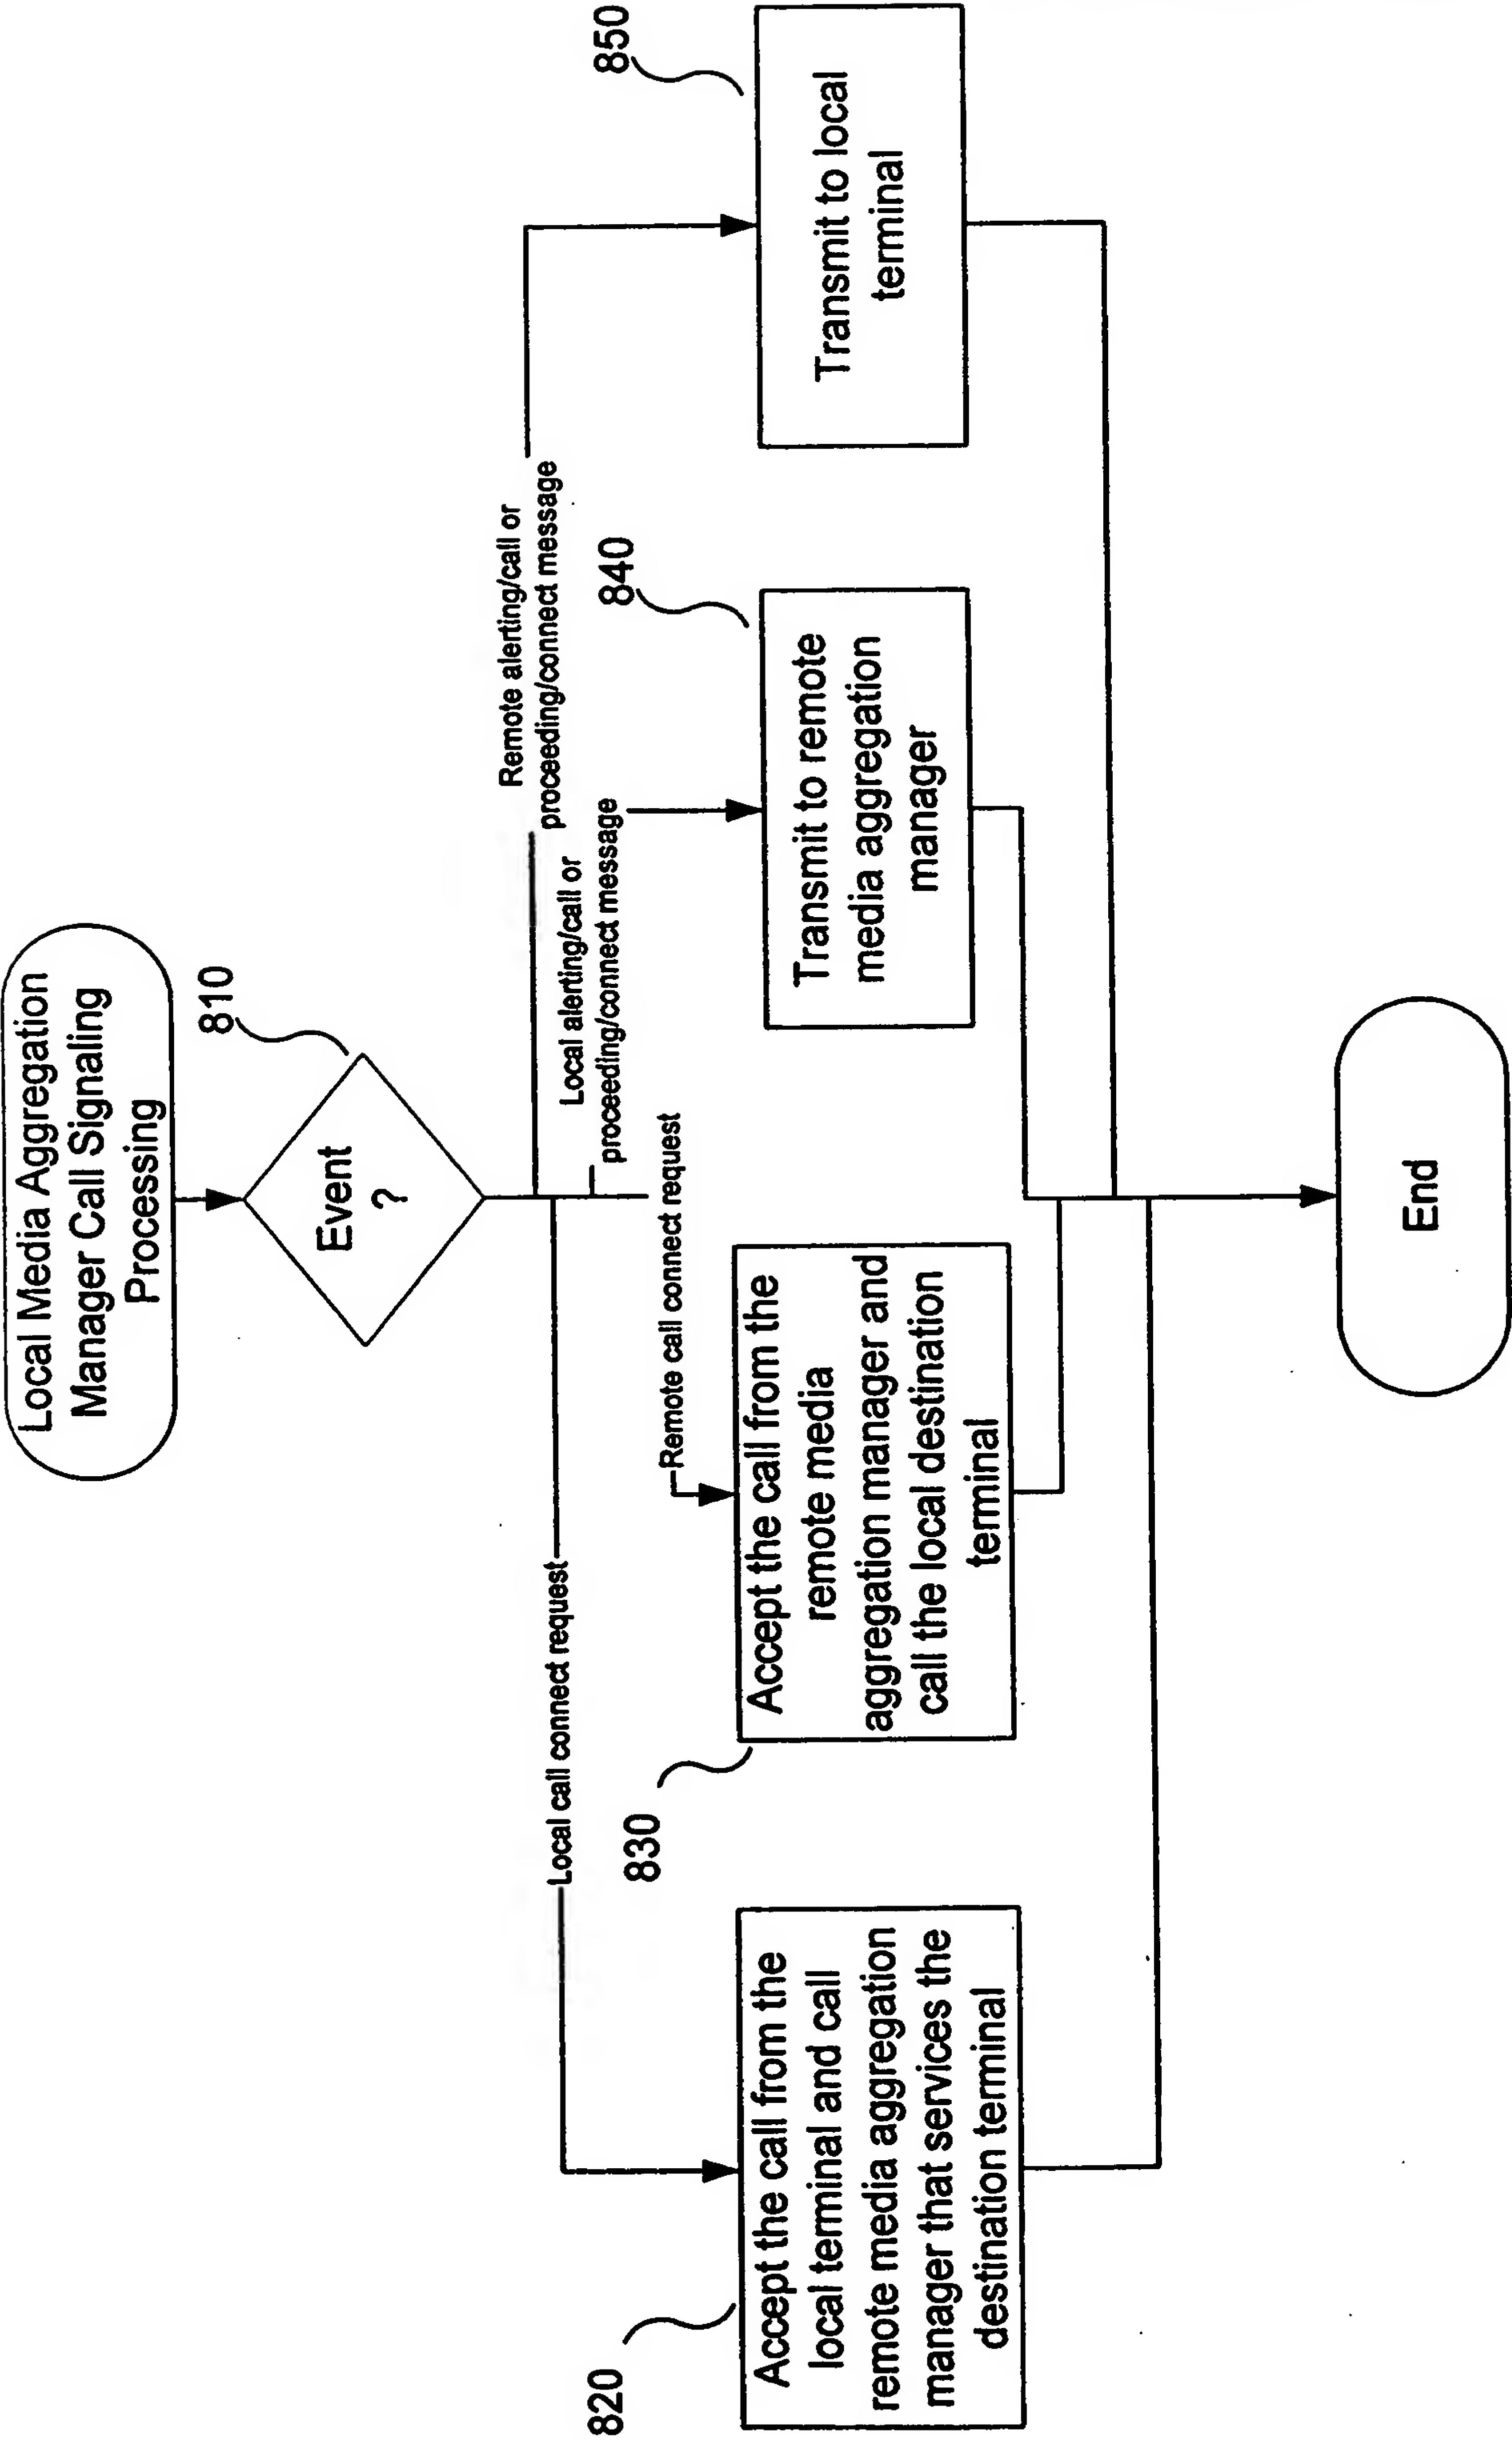 Local Media Aggregation
Manager Call Signaling
Processing
810
Event
?
Local call connect request
Remote call connect request
Local alerting/call or
proceeding/connect message
Remote alerting/call or
proceeding/connect message
820
Accept the call from the
local terminal and call
remote media aggregation
manager that services the
destination terminal
830
Accept the call from the
remote media
aggregation manager and
call the local destination
terminal
840
Transmit to remote
media aggregation
manager
850
Transmit to local
terminal
End